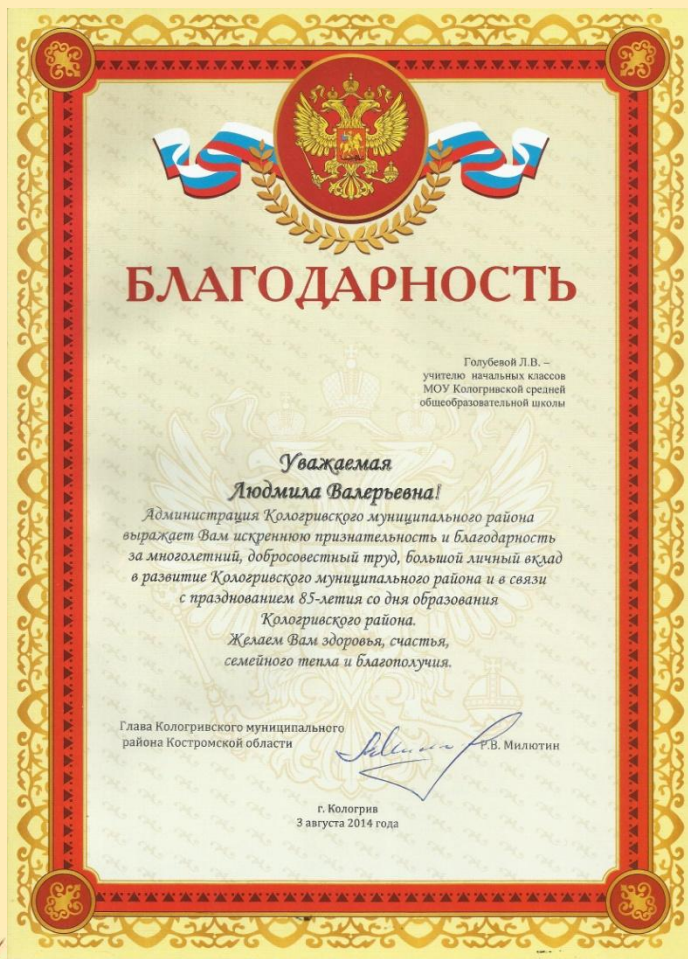 БЛАГОДАРНОСТЬ
Голубевой Л.В. –
учителю начальных классов
МОУ Кологривской средней
общеобразовательной школы
Уважаемая
Людмила Валерьевна!
Администрация Кологривского муниципального района
выражает Вам искреннюю признательность и благодарность
за многолетний, добросовестный труд, большой личный вклад
в развитие Кологривского муниципального района и в связи
с празднованием 85-летия со дня образования
Кологривского района.
Желаем Вам здоровья, счастья,
семейного тепла и благополучия.
Глава Кологривского муниципального
района Костромской области
Р.В. Милютин
г. Кологрив
3 августа 2014 года